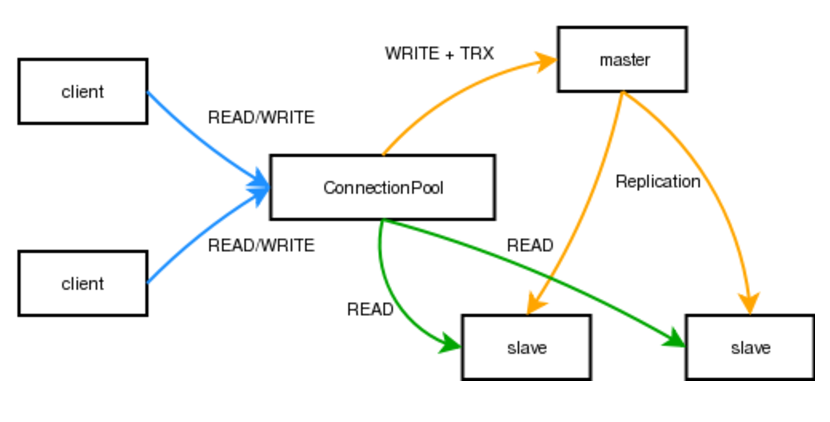 WRITE + TRX
master
client
READ/WRITE
ConnectionPool
Replication
READ/WRITE
READ
client
READ
slave
slave